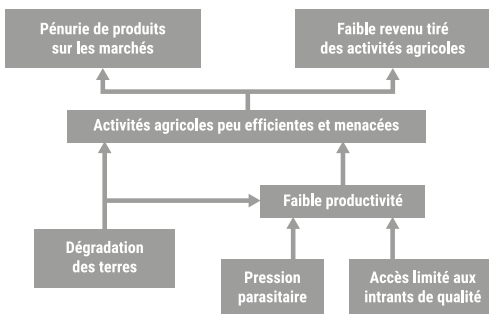 Pénurie de produits
sur les marchés
Faible revenu tiré
des activités agricoles
Activités agricoles peu efficientes et menacées
Faible productivité
Dégradation
des terres
Pression
parasitaire
Accès limité aux
intrants de qualité